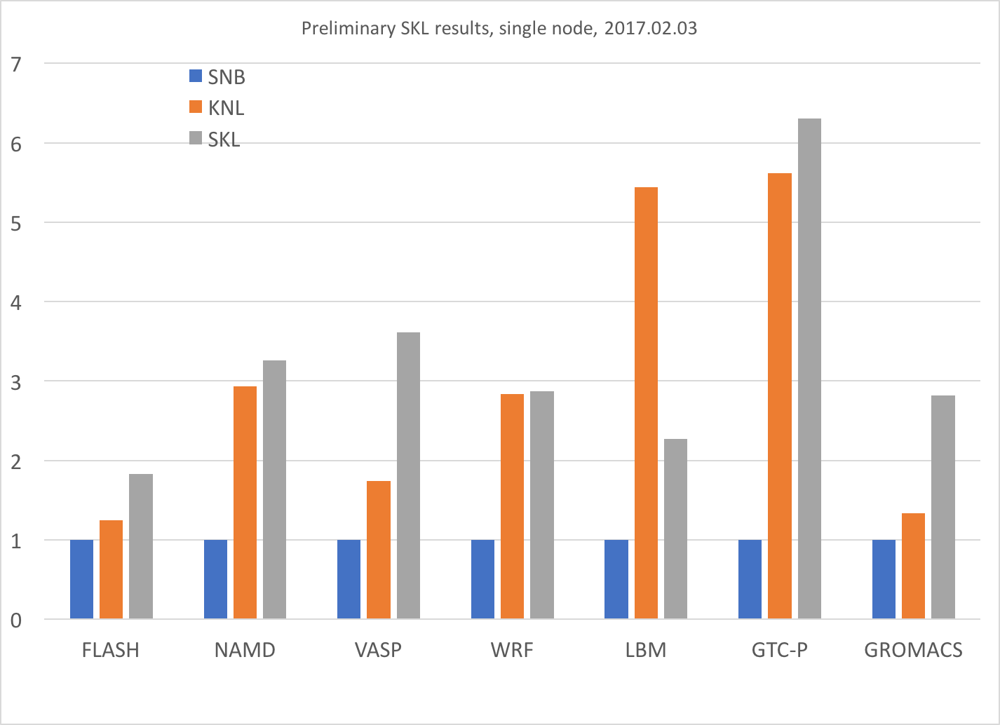 Preliminary SKL results, single node, 2017.02.03
7
SNB
KNL
SKL
6
5
4
3
2
1
0
FLASH NAMD VASP WRF LBM GTC-P GROMACS